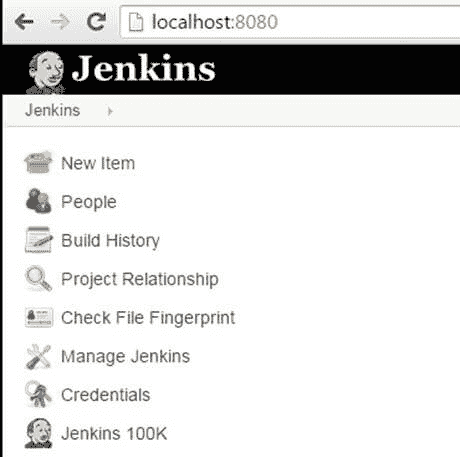 localhost:8080
Jenkins
Jenkins
New Item
People
Build History
Project Relationship
Check File Fingerprint
Manage Jenkins
Credentials
Jenkins 100K